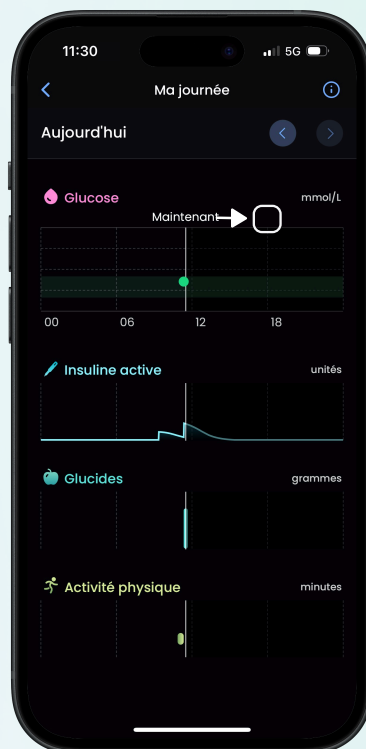 11:30
5G
Ma journée
Aujourd'hui
Glucose
mmol/L
Maintenant
00 06 12 18
Insuline active
unités
Glucides
grammes
Activité physique
minutes